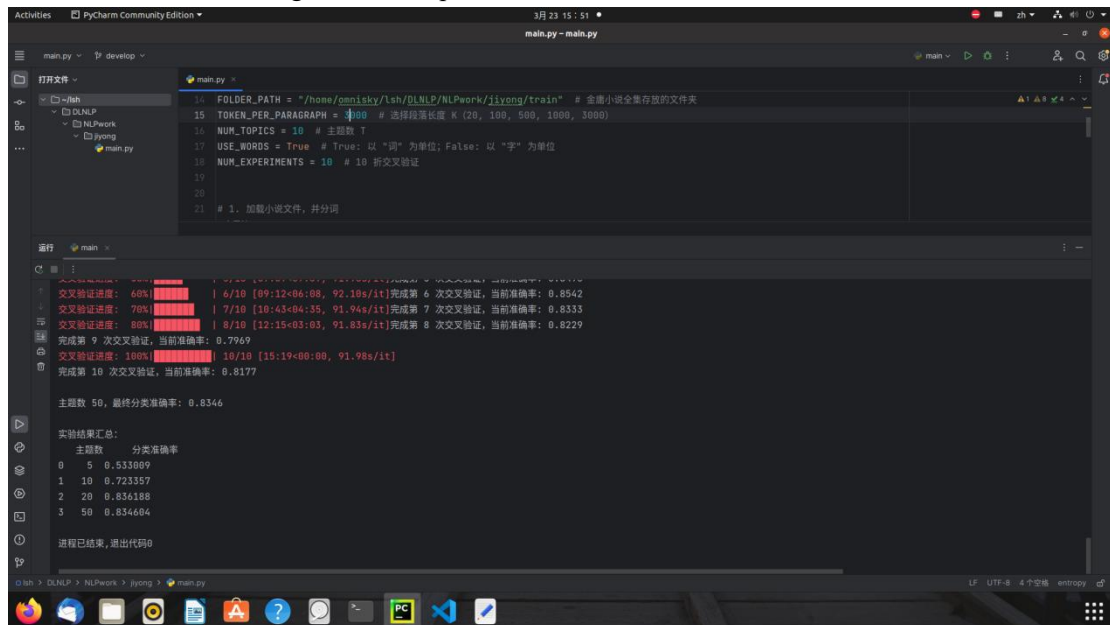 Activities PyCharm Community Edition 3月 23 15：51 zh
main.py – main.py
main.py develop main
打开文件 main.py
~/lsh
DLNLP
NLPwork
jiyong
main.py
14 FOLDER_PATH = "/home/omnisky/lsh/DLNLP/NLPwork/jiyong/train" # 金庸小说全集存放的文件夹
15 TOKEN_PER_PARAGRAPH = 3000 # 选择段落长度 K (20, 100, 500, 1000, 3000)
16 NUM_TOPICS = 10 # 主题数 T
17 USE_WORDS = True # True: 以 "词" 为单位; False: 以 "字" 为单位
18 NUM_EXPERIMENTS = 10 # 10 折交叉验证
19
20
21 # 1. 加载小说文件, 并分词
运行 main
交叉验证进度: 60%| | 6/10 [09:12<06:08, 92.10s/it]完成第 6 次交叉验证, 当前准确率: 0.8542
交叉验证进度: 70%| | 7/10 [10:43<04:35, 91.94s/it]完成第 7 次交叉验证, 当前准确率: 0.8333
交叉验证进度: 80%| | 8/10 [12:15<03:03, 91.83s/it]完成第 8 次交叉验证, 当前准确率: 0.8229
完成第 9 次交叉验证, 当前准确率: 0.7969
交叉验证进度: 100%| | 10/10 [15:19<00:00, 91.98s/it]
完成第 10 次交叉验证, 当前准确率: 0.8177
主题数 50, 最终分类准确率: 0.8346
实验结果汇总:
主题数 分类准确率
0 5 0.533009
1 10 0.723357
2 20 0.836188
3 50 0.834604
进程已结束,退出代码0
lsh > DLNLP > NLPwork > jiyong > main.py LF UTF-8 4 个空格 entropy